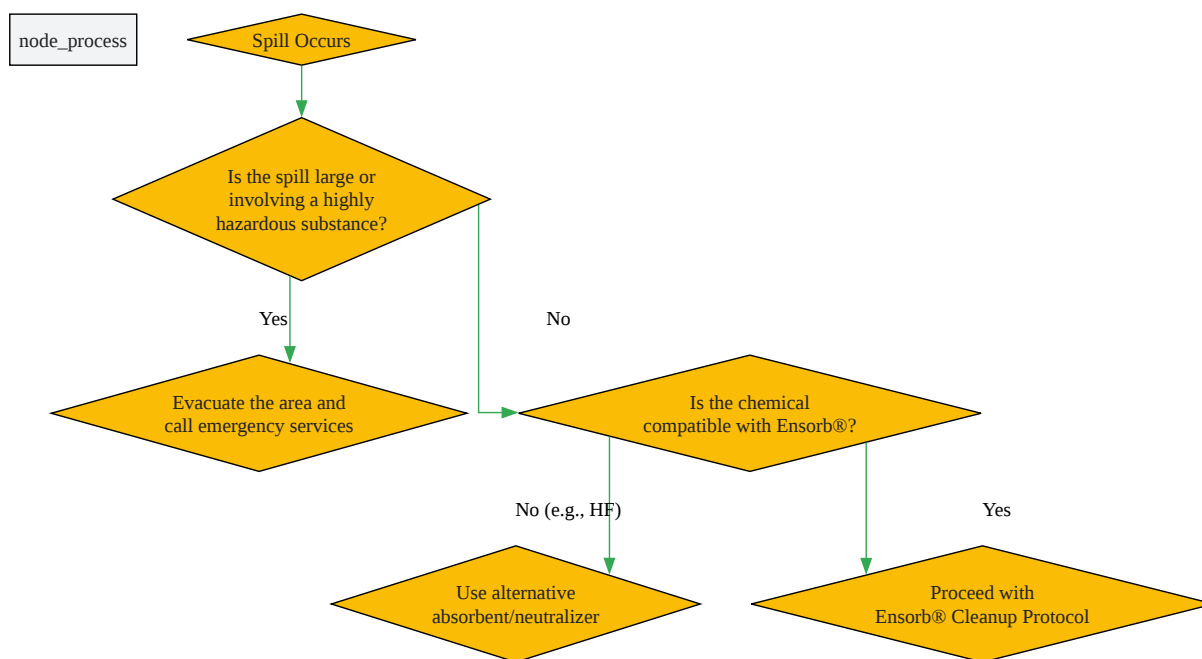 node_process
Spill Occurs
Is the spill large or
involving a highly
hazardous substance?
Yes
No
Evacuate the area and
call emergency services
Is the chemical
compatible with Ensorb®?
No (e.g., HF)
Yes
Use alternative
absorbent/neutralizer
Proceed with
Ensorb® Cleanup Protocol